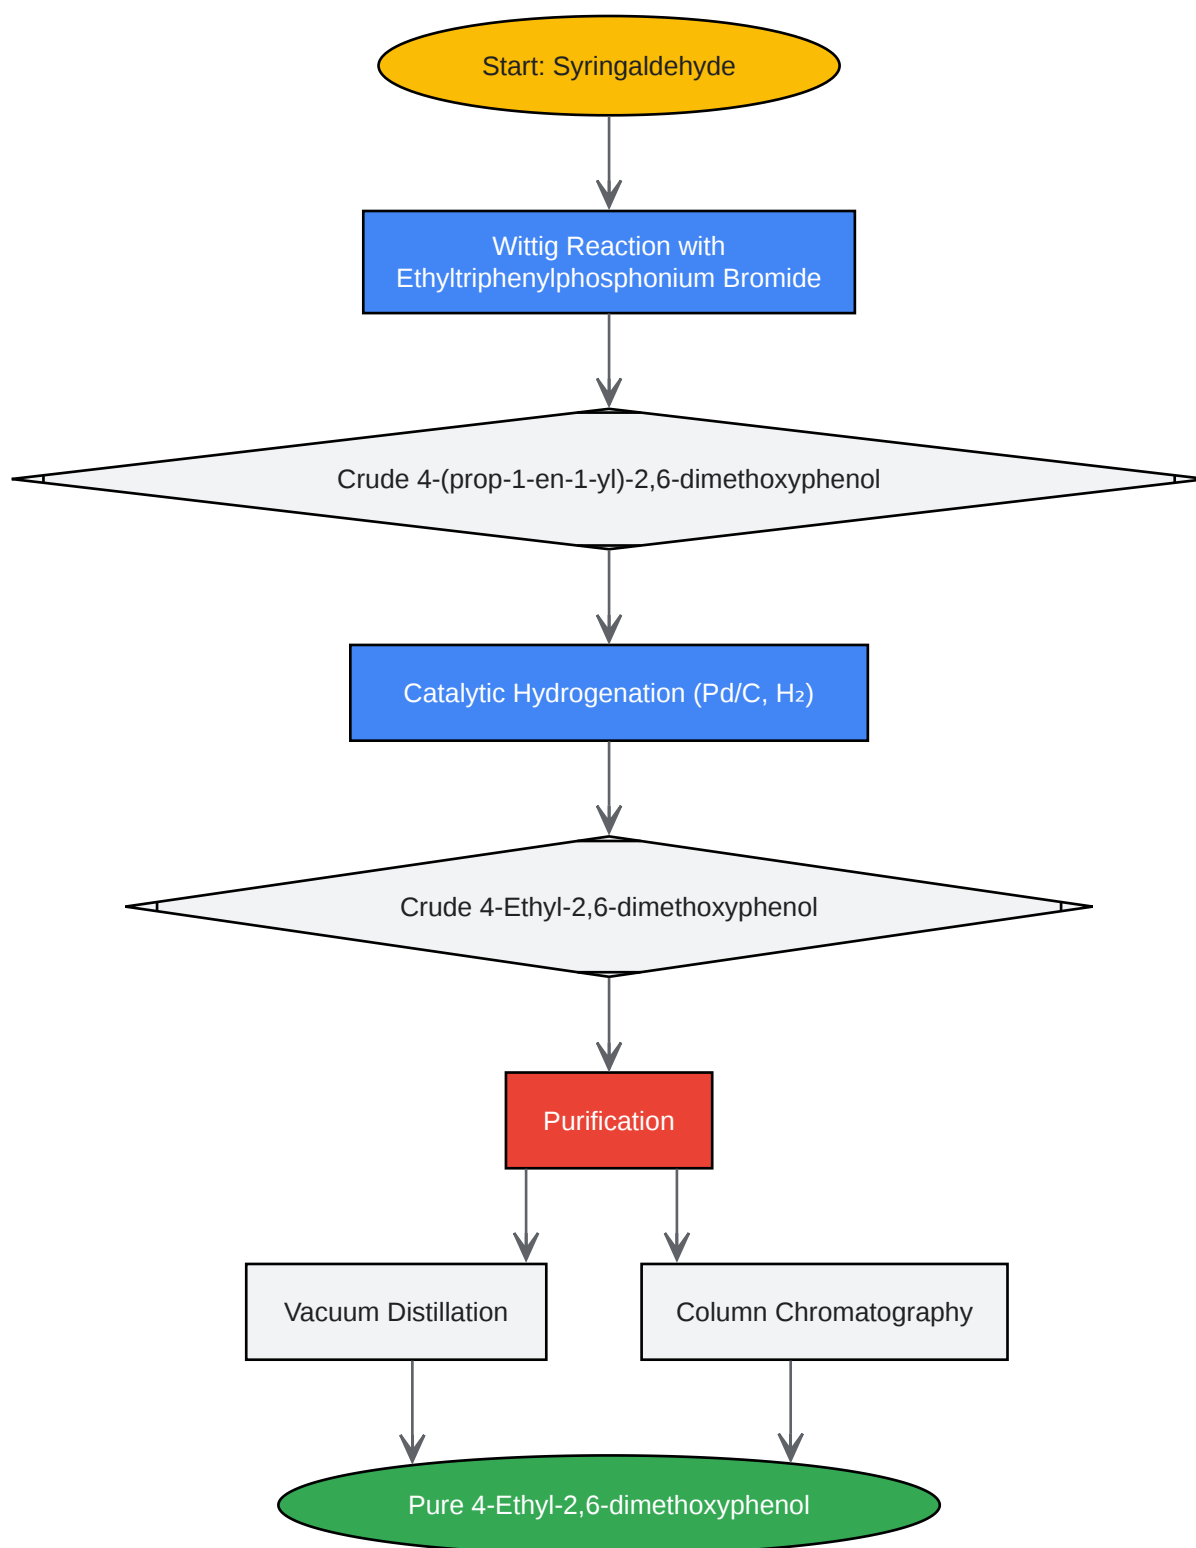 Start: Syringaldehyde
Wittig Reaction with
Ethyltriphenylphosphonium Bromide
Crude 4-(prop-1-en-1-yl)-2,6-dimethoxyphenol
Catalytic Hydrogenation (Pd/C, H₂)
Crude 4-Ethyl-2,6-dimethoxyphenol
Purification
Vacuum Distillation
Column Chromatography
Pure 4-Ethyl-2,6-dimethoxyphenol